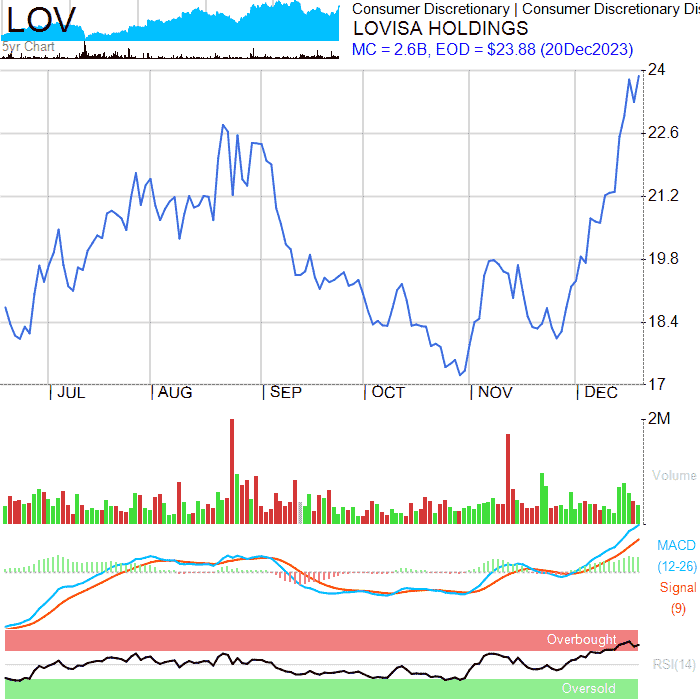 LOV
5yr Chart
Consumer Discretionary | Consumer Discretionary Dis
LOVISA HOLDINGS
MC = 2.6B, EOD = $23.88 (20Dec2023)
24
22.6
21.2
19.8
18.4
17
JUL AUG SEP OCT NOV DEC
2M
Volume
MACD
(12-26)
Signal
(9)
Overbought
RSI(14)
Oversold